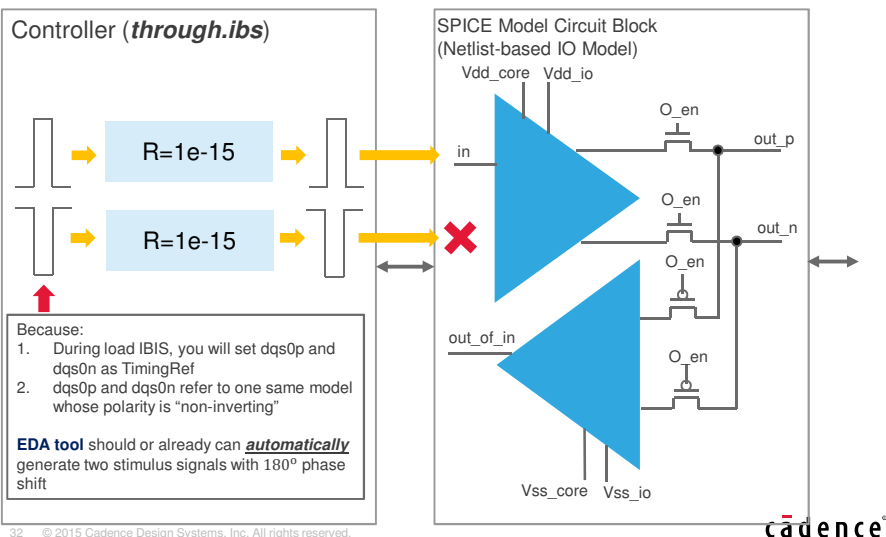 Controller (through.ibs)
R=1e-15
R=1e-15
Because:
1. During load IBIS, you will set dqs0p and
dqs0n as TimingRef
2. dqs0p and dqs0n refer to one same model
whose polarity is “non-inverting”
EDA tool should or already can automatically
generate two stimulus signals with 180° phase
shift
SPICE Model Circuit Block
(Netlist-based IO Model)
Vdd_core Vdd_io
in
O_en
out_p
O_en
out_n
O_en
out_of_in
O_en
Vss_core Vss_io
32 © 2015 Cadence Design Systems, Inc. All rights reserved.
cādence®